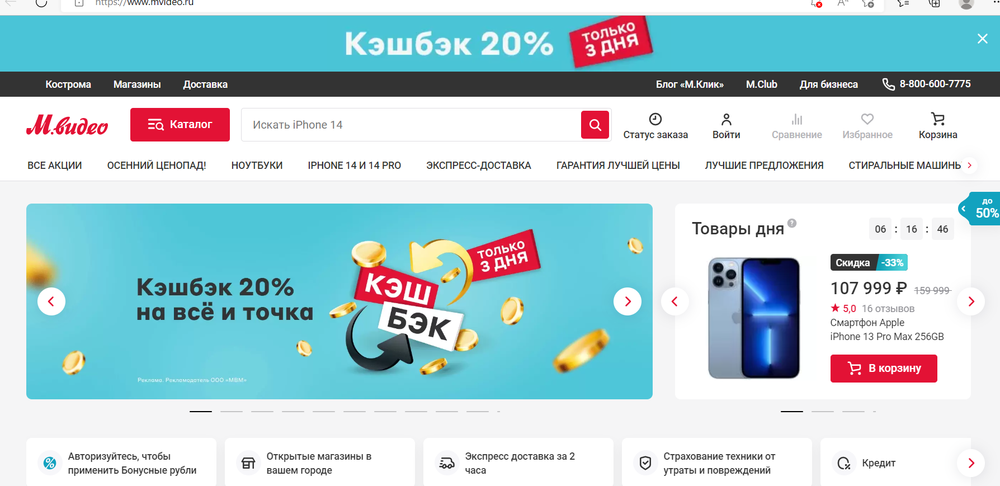 https://www.mvideo.ru
Кэшбэк 20%
ТОЛЬКО
3 ДНЯ
Кострома Магазины Доставка Блог «М.Клик» M.Club Для бизнеса 8-800-600-7775
М.видео Каталог Искать iPhone 14 Статус заказа Войти Сравнение Избранное Корзина
ВСЕ АКЦИИ ОСЕННИЙ ЦЕНОПАД! НОУТБУКИ IPHONE 14 И 14 PRO ЭКСПРЕСС-ДОСТАВКА ГАРАНТИЯ ЛУЧШЕЙ ЦЕНЫ ЛУЧШИЕ ПРЕДЛОЖЕНИЯ СТИРАЛЬНЫЕ МАШИНЫ
Кэшбэк 20%
на всё и точка
КЭШ
БЭК
ТОЛЬКО
3 ДНЯ
Реклама. Рекламодатель ООО «МВМ»
Товары дня ? 06 : 16 : 46
до
50%
Скидка -33%
107 999 ₽ 159 999
5,0 16 отзывов
Смартфон Apple
iPhone 13 Pro Max 256GB
В корзину
Авторизуйтесь, чтобы
применить Бонусные рубли
Открытые магазины в
вашем городе
Экспресс доставка за 2
часа
Страхование техники от
утраты и повреждений
Кредит